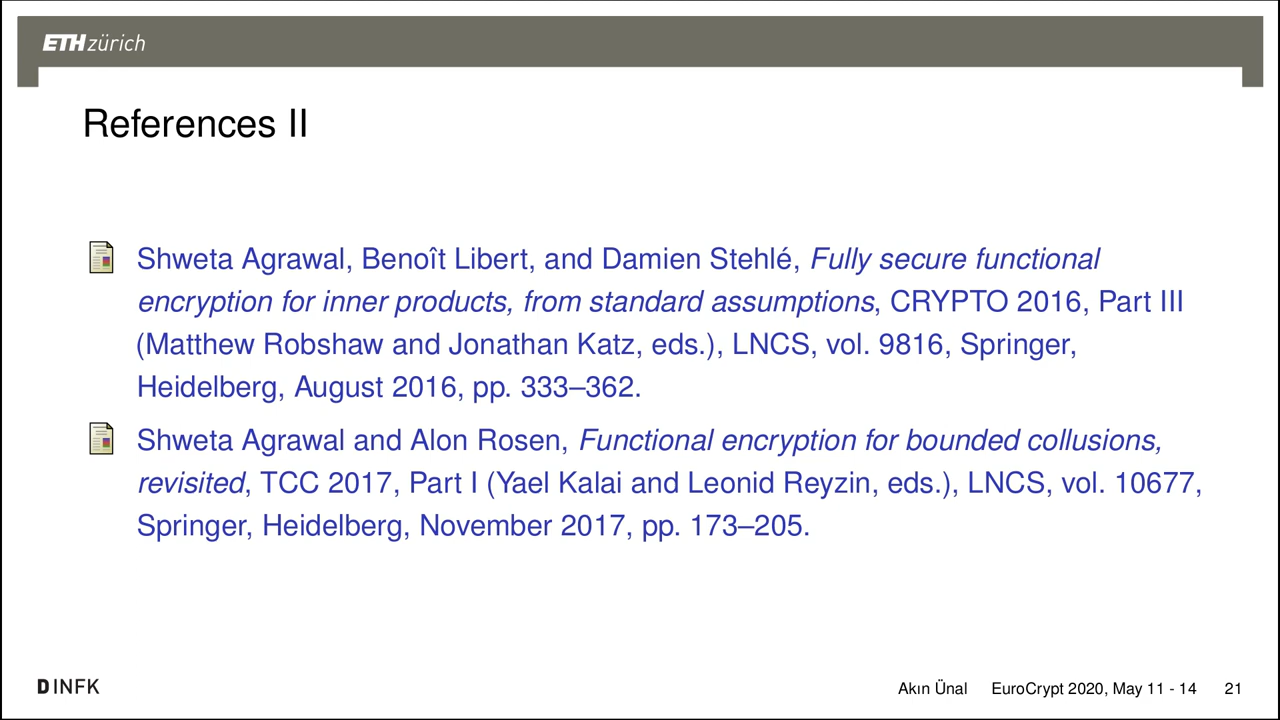 ETH zürich
References II
Shweta Agrawal, Benoît Libert, and Damien Stehlé, Fully secure functional
encryption for inner products, from standard assumptions, CRYPTO 2016, Part III
(Matthew Robshaw and Jonathan Katz, eds.), LNCS, vol. 9816, Springer,
Heidelberg, August 2016, pp. 333–362.
Shweta Agrawal and Alon Rosen, Functional encryption for bounded collusions,
revisited, TCC 2017, Part I (Yael Kalai and Leonid Reyzin, eds.), LNCS, vol. 10677,
Springer, Heidelberg, November 2017, pp. 173–205.
D INFK
Akın Ünal EuroCrypt 2020, May 11 - 14 21